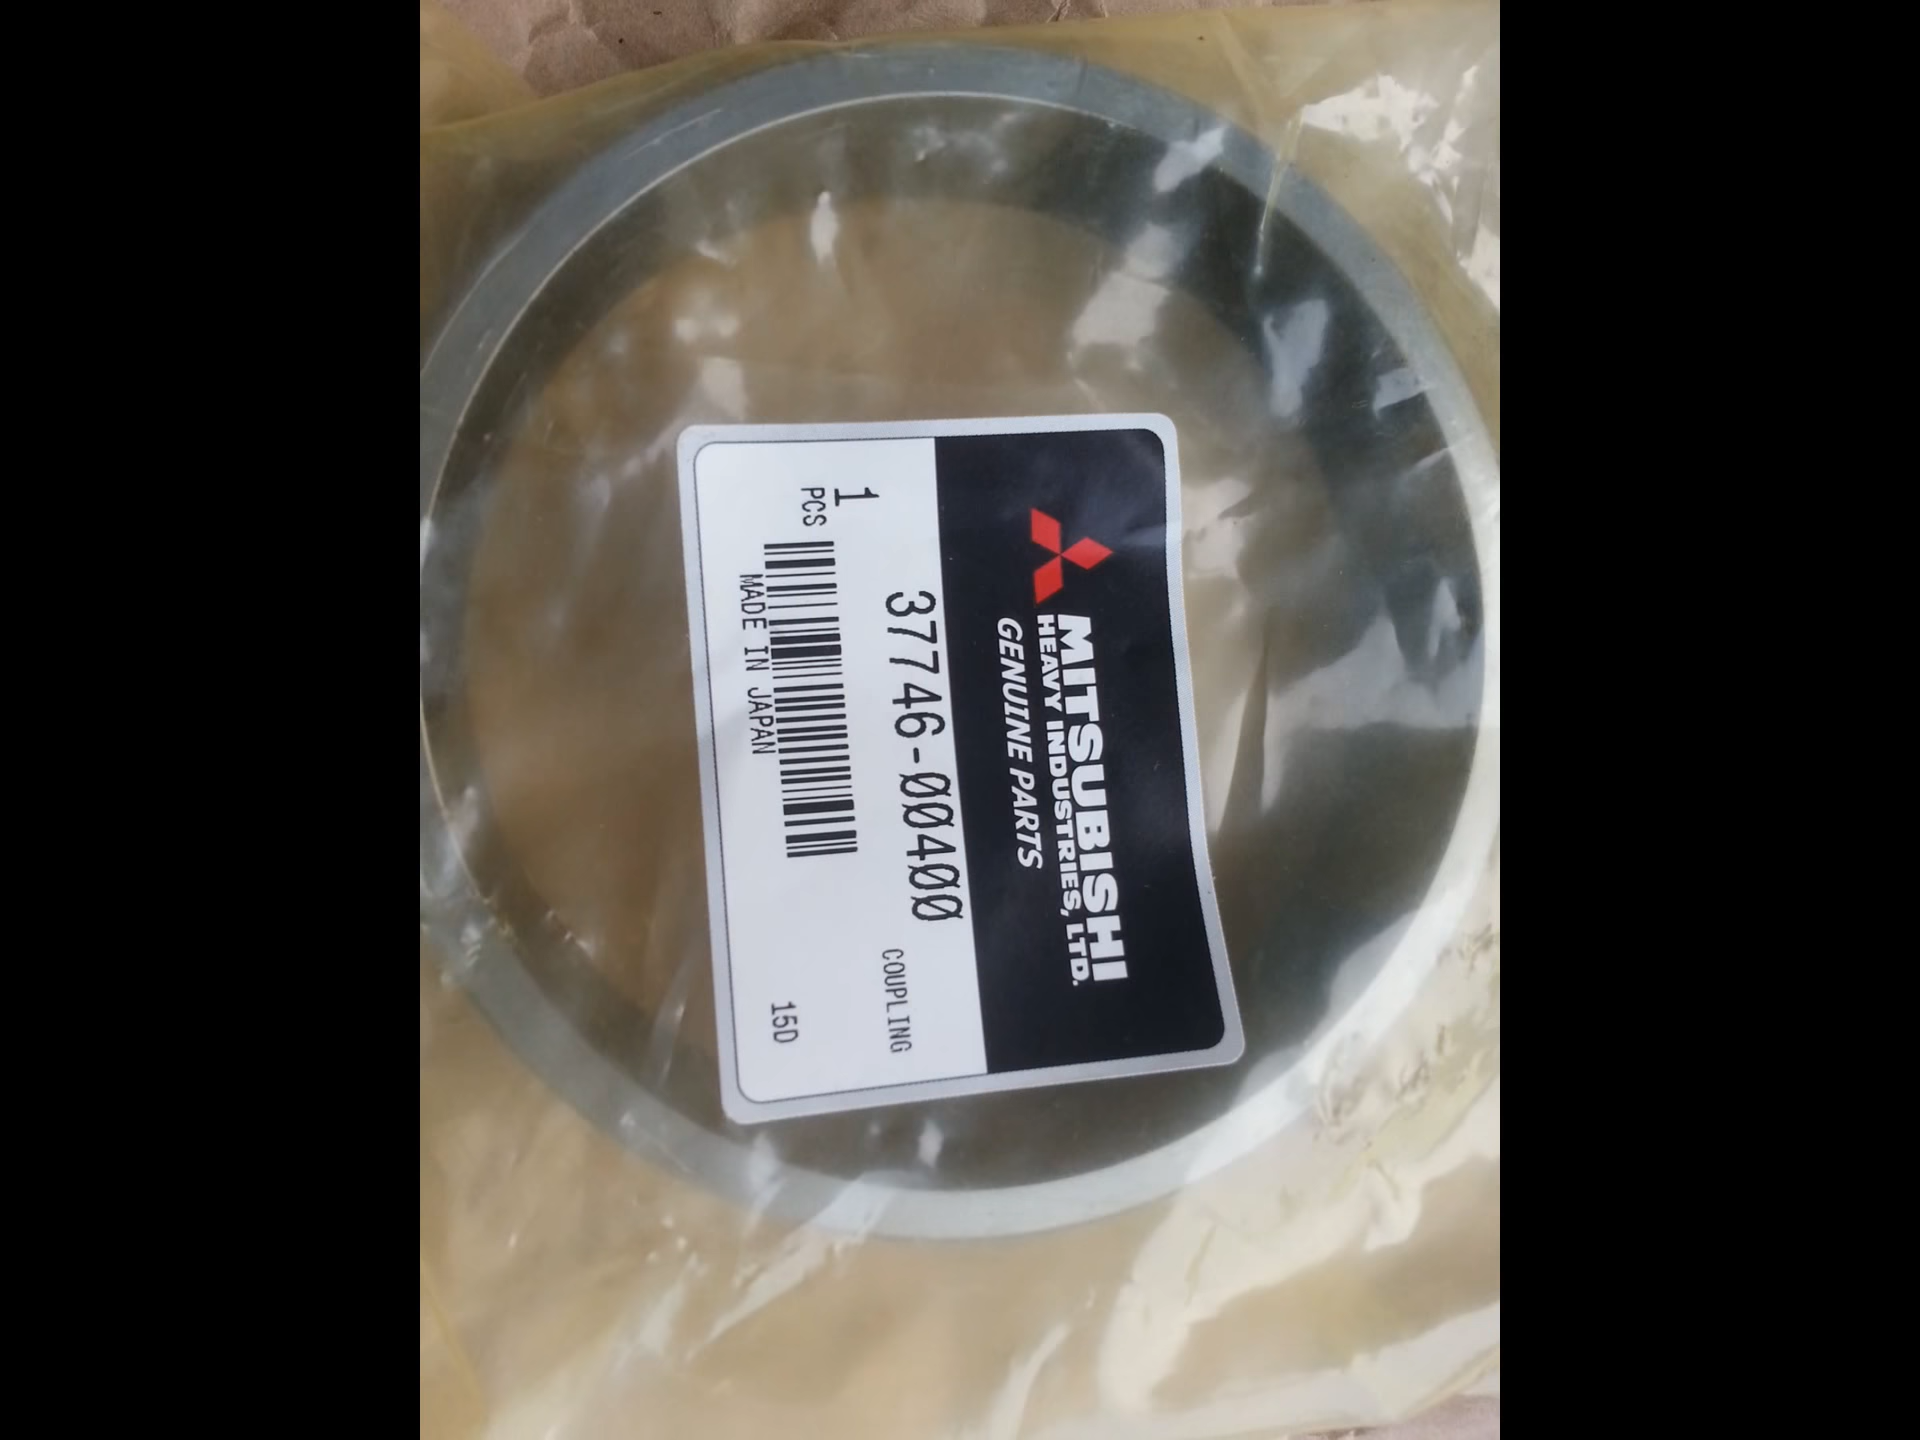 MITSUBISHI
HEAVY INDUSTRIES, LTD.
GENUINE PARTS
37746-00400
COUPLING
1
PCS
MADE IN JAPAN
15D